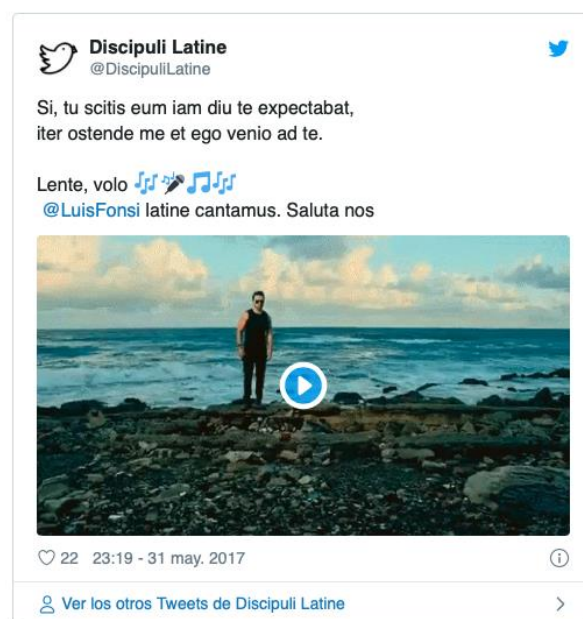 Discipuli Latine
@DiscipuliLatine
Si, tu scitis eum iam diu te expectabat,
iter ostende me et ego venio ad te.
Lente, volo 🎶🎤🎵🎶
@LuisFonsi latine cantamus. Saluta nos
22 23:19 - 31 may. 2017
Ver los otros Tweets de Discipuli Latine